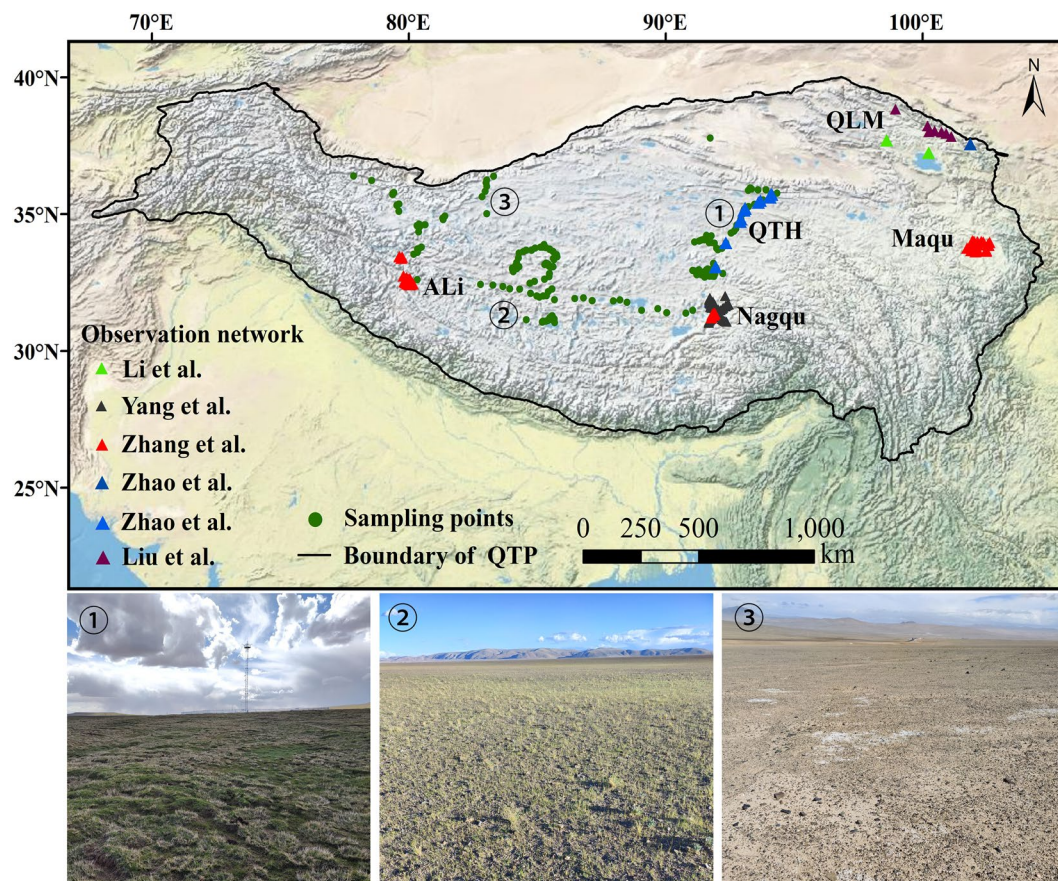 70°E 80°E 90°E 100°E
40°N
N
QLM
35°N
③
①
QTH
Maqu
ALi
②
Nagqu
30°N
Observation network
Li et al.
Yang et al.
Zhang et al.
25°N
Zhao et al.
Zhao et al.
Liu et al.
Sampling points
Boundary of QTP
0 250 500 1,000
km
① ② ③